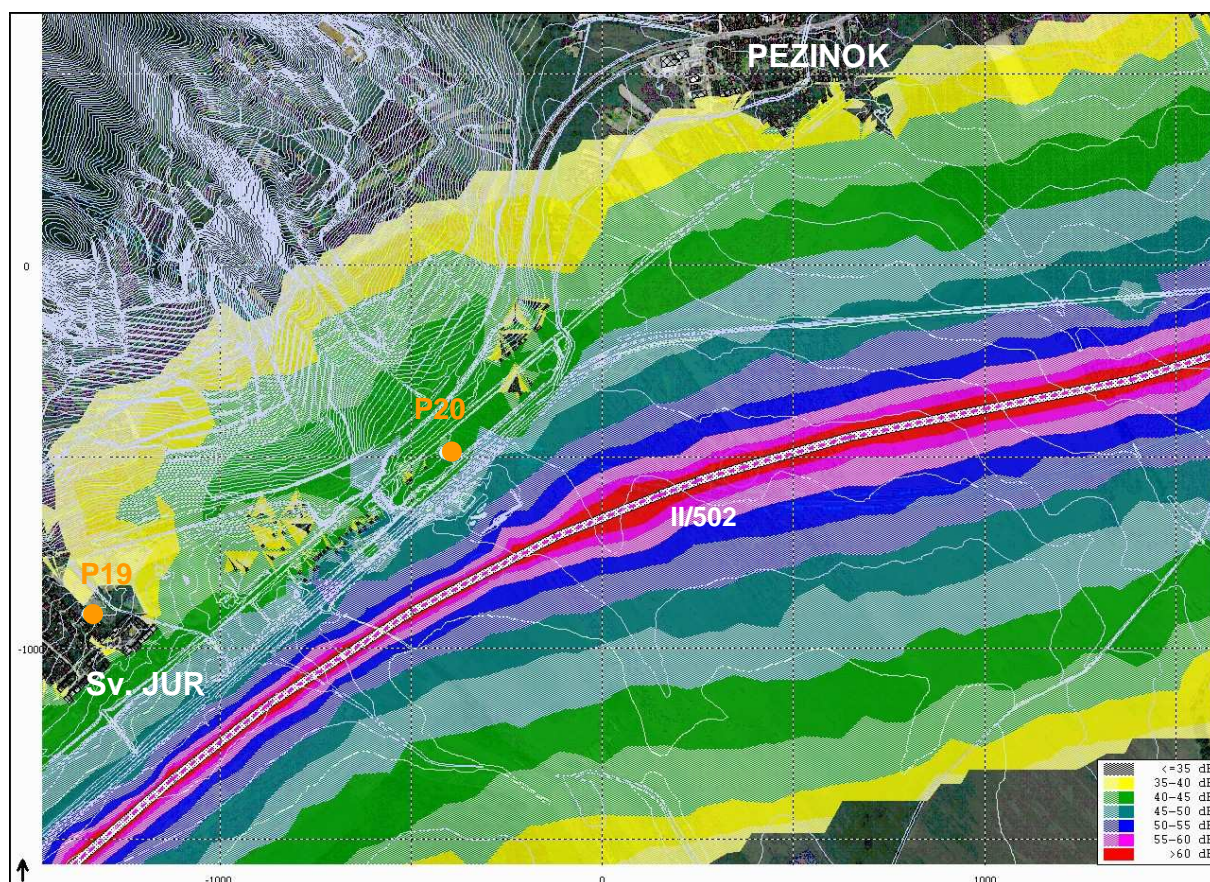 PEZINOK
0
P20
II/502
P19
-1000
Sv. JUR
<=35 dB
35-40 dB
40-45 dB
45-50 dB
50-55 dB
55-60 dB
>60 dB
-1000
0
1000